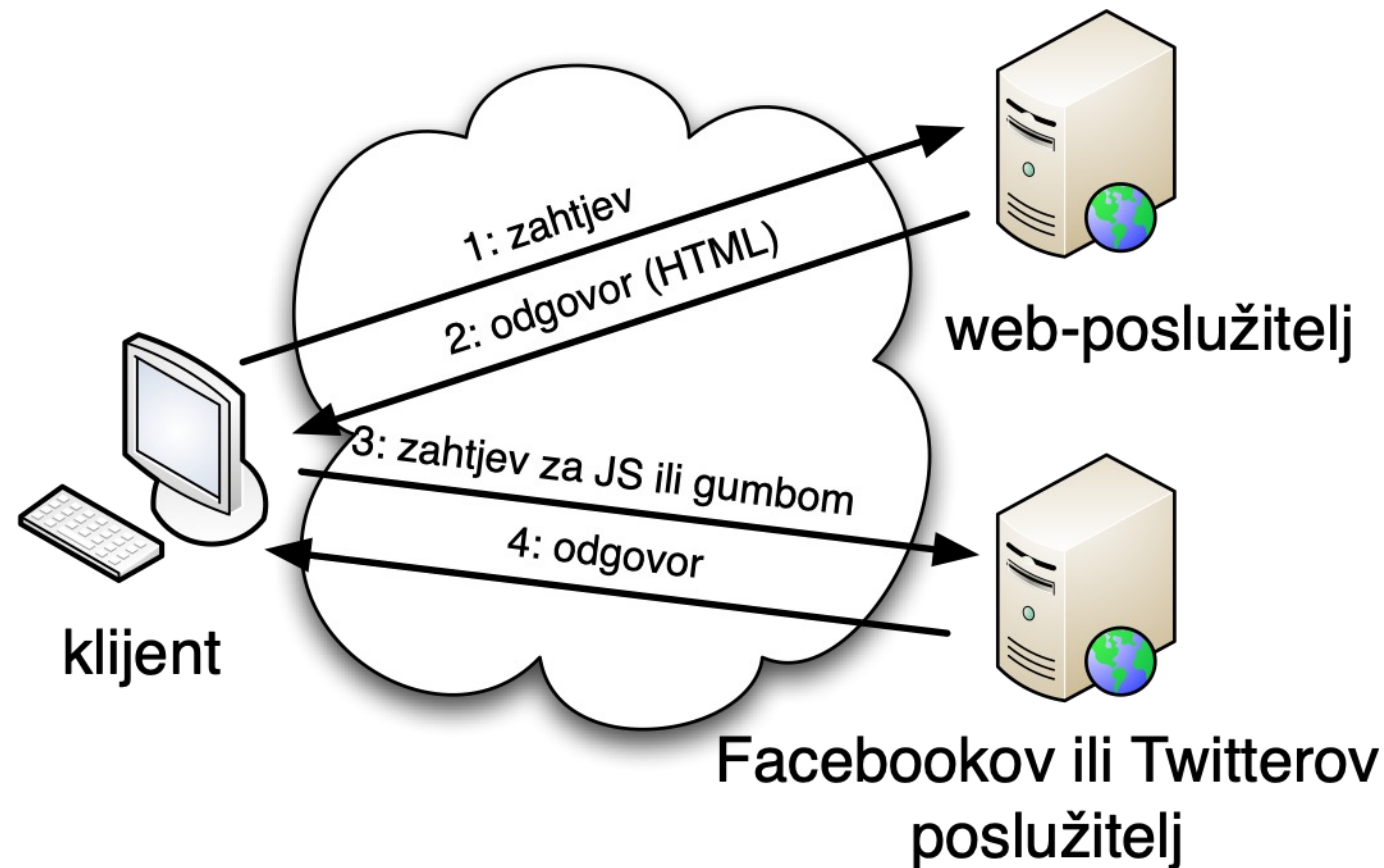 1: zahtjev
2: odgovor (HTML)
web-poslužitelj
3: zahtjev za JS ili gumbom
4: odgovor
klijent
Facebookov ili Twitterov
poslužitelj